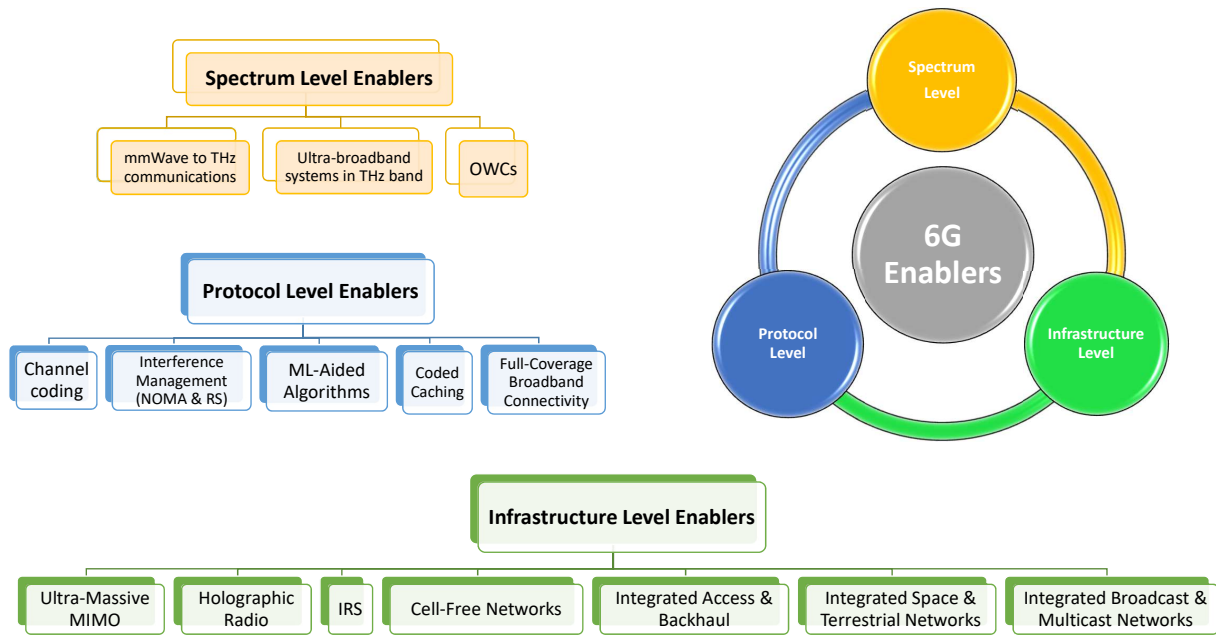 Spectrum Level Enablers
mmWave to THz
communications
Ultra-broadband
systems in THz band
OWCs
Protocol Level Enablers
Channel
coding
Interference
Management
(NOMA & RS)
ML-Aided
Algorithms
Coded
Caching
Full-Coverage
Broadband
Connectivity
Spectrum
Level
6G
Enablers
Protocol
Level
Infrastructure
Level
Infrastructure Level Enablers
Ultra-Massive
MIMO
Holographic
Radio
IRS
Cell-Free Networks
Integrated Access &
Backhaul
Integrated Space &
Terrestrial Networks
Integrated Broadcast &
Multicast Networks